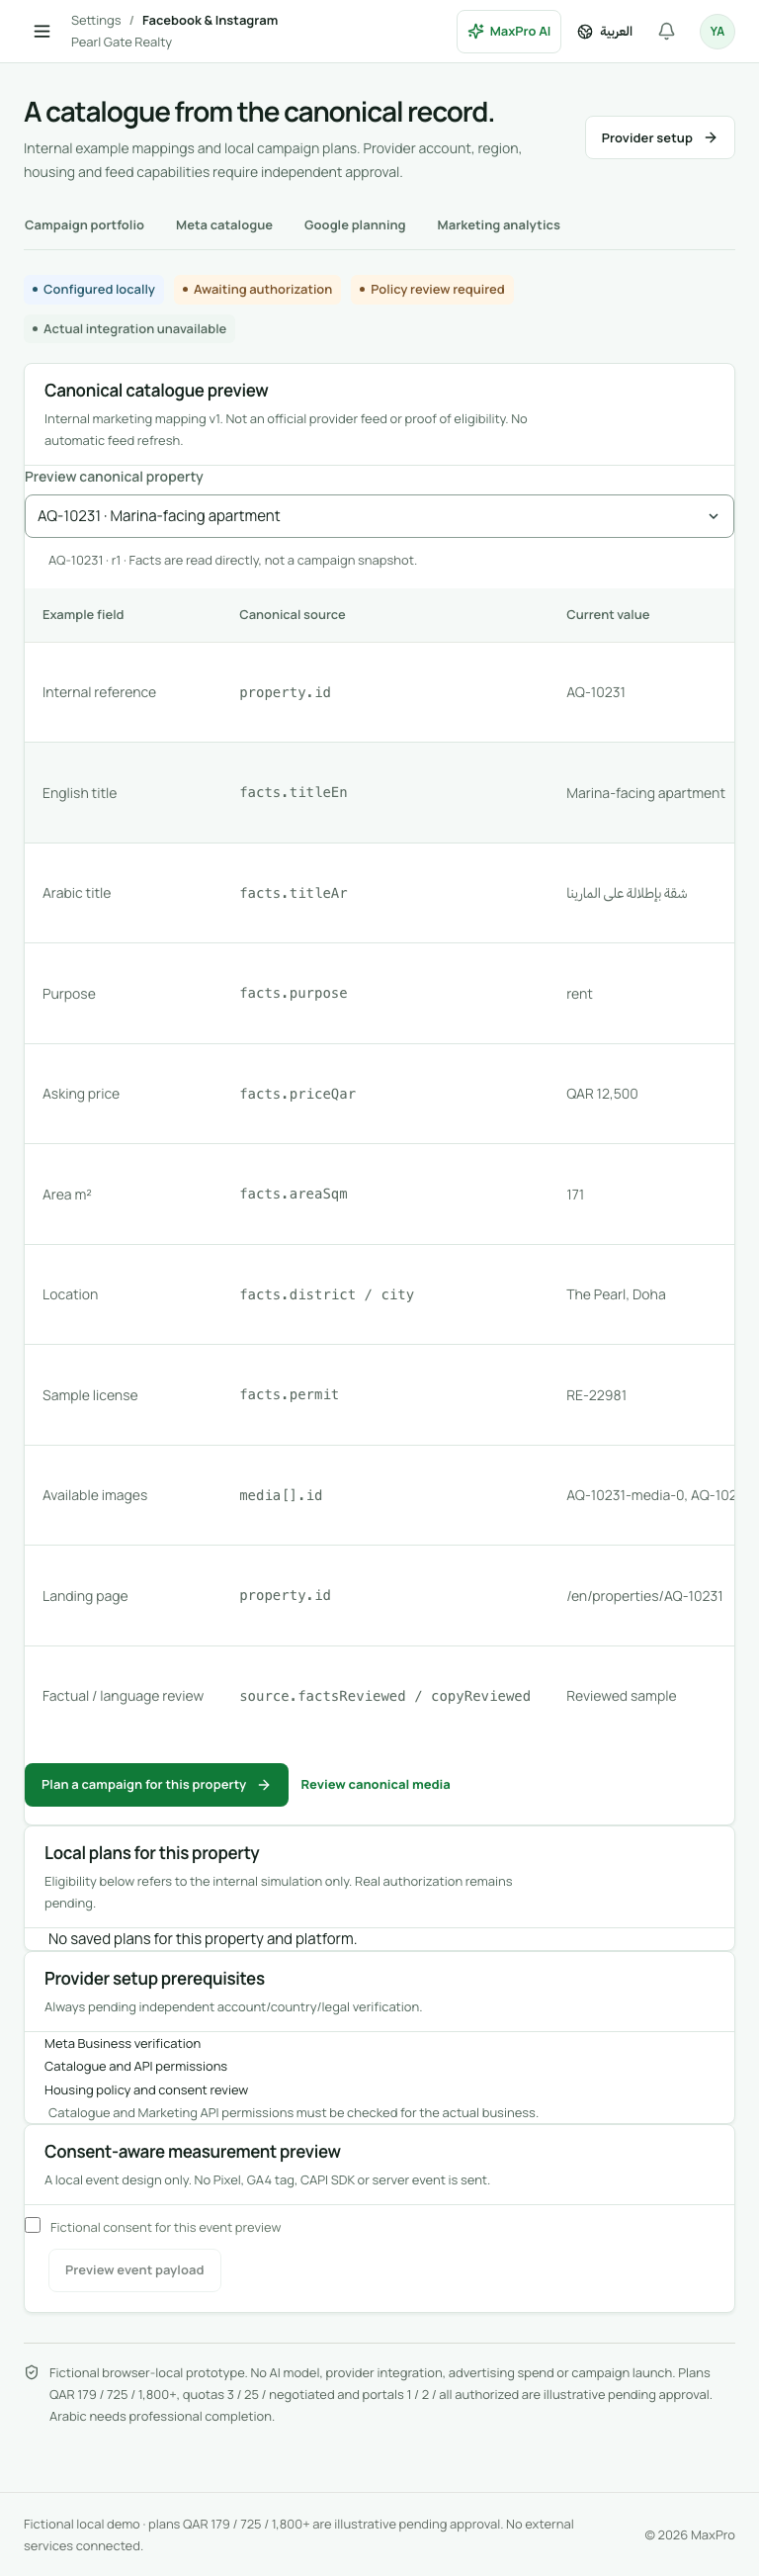 Settings / Facebook & Instagram
Pearl Gate Realty
MaxPro AI
العربية
YA
A catalogue from the canonical record.
Internal example mappings and local campaign plans. Provider account, region,
housing and feed capabilities require independent approval.
Provider setup
Campaign portfolio
Meta catalogue
Google planning
Marketing analytics
Configured locally
Awaiting authorization
Policy review required
Actual integration unavailable
Canonical catalogue preview
Internal marketing mapping v1. Not an official provider feed or proof of eligibility. No
automatic feed refresh.
Preview canonical property
AQ-10231 · Marina-facing apartment
AQ-10231 · r1 · Facts are read directly, not a campaign snapshot.
Example field Canonical source Current value
Internal reference property.id AQ-10231
English title facts.titleEn Marina-facing apartment
Arabic title facts.titleAr شقة بإطلالة على المارينا
Purpose facts.purpose rent
Asking price facts.priceQar QAR 12,500
Area m² facts.areaSqm 171
Location facts.district / city The Pearl, Doha
Sample license facts.permit RE-22981
Available images media[].id AQ-10231-media-0, AQ-102
Landing page property.id /en/properties/AQ-10231
Factual / language review source.factsReviewed / copyReviewed Reviewed sample
Plan a campaign for this property
Review canonical media
Local plans for this property
Eligibility below refers to the internal simulation only. Real authorization remains
pending.
No saved plans for this property and platform.
Provider setup prerequisites
Always pending independent account/country/legal verification.
Meta Business verification
Catalogue and API permissions
Housing policy and consent review
Catalogue and Marketing API permissions must be checked for the actual business.
Consent-aware measurement preview
A local event design only. No Pixel, GA4 tag, CAPI SDK or server event is sent.
Fictional consent for this event preview
Preview event payload
Fictional browser-local prototype. No AI model, provider integration, advertising spend or campaign launch. Plans
QAR 179 / 725 / 1,800+, quotas 3 / 25 / negotiated and portals 1 / 2 / all authorized are illustrative pending approval.
Arabic needs professional completion.
Fictional local demo · plans QAR 179 / 725 / 1,800+ are illustrative pending approval. No external
services connected.
© 2026 MaxPro